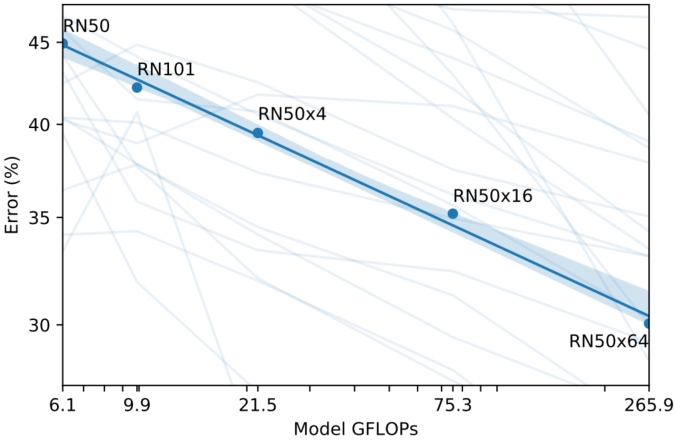 RN50
45
RN101
RN50x4
40
RN50x16
35
30
RN50x64
Error (%)
6.1 9.9 21.5 75.3 265.9
Model GFLOPs